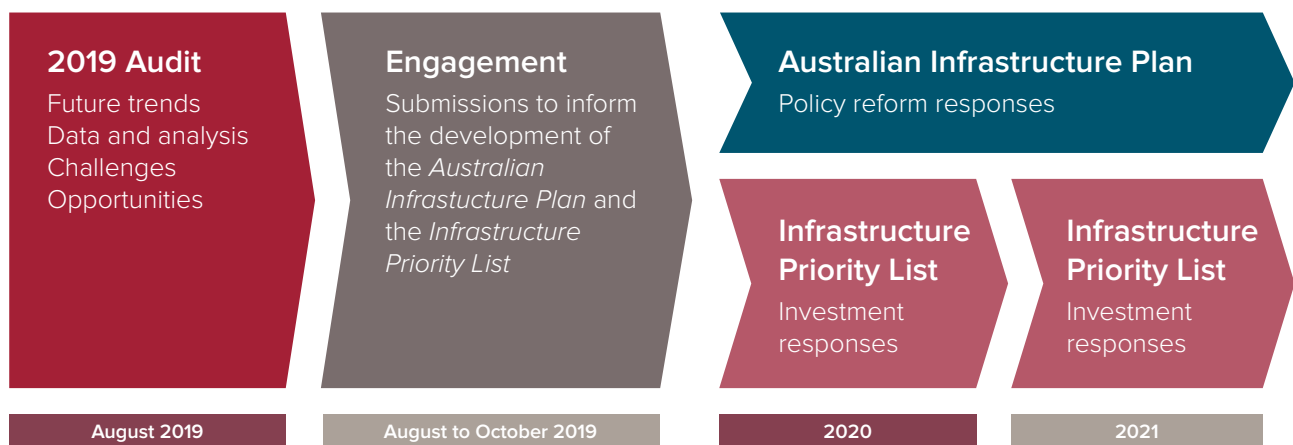 2019 Audit
Future trends
Data and analysis
Challenges
Opportunities
Engagement
Submissions to inform
the development of
the Australian
Infrastucture Plan and
the Infrastructure
Priority List
Australian Infrastructure Plan
Policy reform responses
Infrastructure
Priority List
Investment
responses
Infrastructure
Priority List
Investment
responses
August 2019
August to October 2019
2020
2021